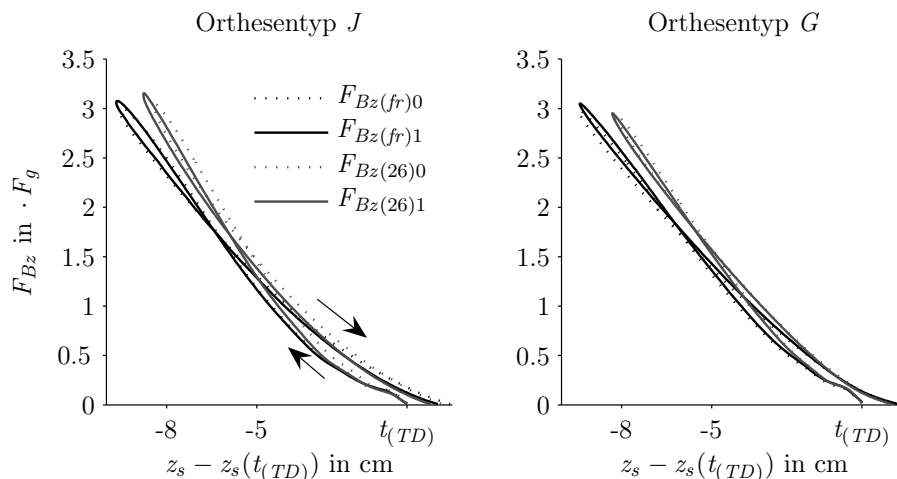 Orthesentyp J
Orthesentyp G
3.5
3
2.5
2
1.5
1
0.5
0
F_{Bz} in · F_g
F_{Bz(fr)0}
F_{Bz(fr)1}
F_{Bz(26)0}
F_{Bz(26)1}
-8
-5
t_{(TD)}
z_s − z_s(t_{(TD)}) in cm
3.5
3
2.5
2
1.5
1
0.5
0
-8
-5
t_{(TD)}
z_s − z_s(t_{(TD)}) in cm